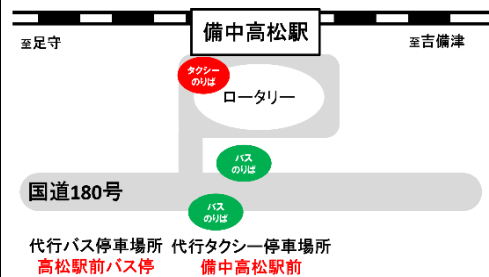 備中高松駅
至足守
至吉備津
タクシー
のりば
ロータリー
バス
のりば
国道180号
バス
のりば
代行バス停車場所 代行タクシー停車場所
高松駅前バス停 備中高松駅前